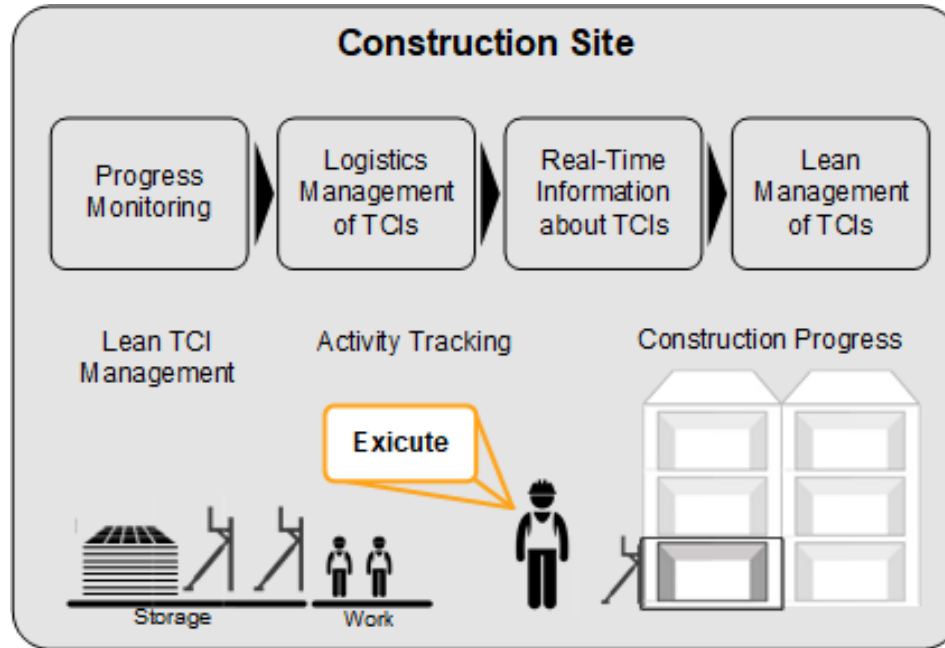 Construction Site
Progress
Monitoring
Logistics
Management
of TCIs
Real-Time
Information
about TCIs
Lean
Management
of TCIs
Lean TCI
Management
Activity Tracking
Construction Progress
Exicute
Storage
Work